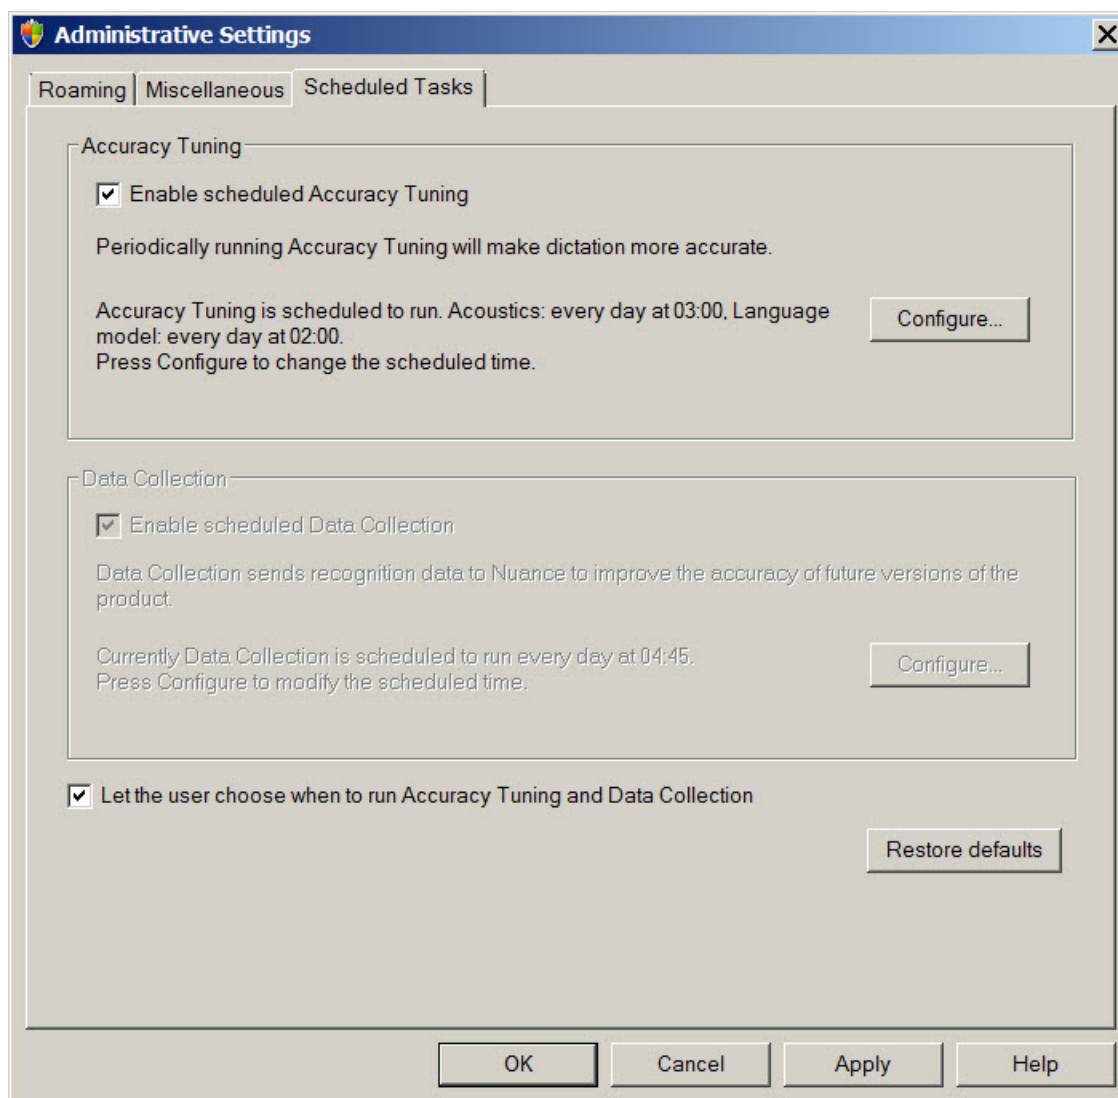 Administrative Settings
Roaming Miscellaneous Scheduled Tasks
Accuracy Tuning
Enable scheduled Accuracy Tuning
Periodically running Accuracy Tuning will make dictation more accurate.
Accuracy Tuning is scheduled to run. Acoustics: every day at 03:00, Language
model: every day at 02:00.
Press Configure to change the scheduled time.
Configure...
Data Collection
Enable scheduled Data Collection
Data Collection sends recognition data to Nuance to improve the accuracy of future versions of the
product.
Currently Data Collection is scheduled to run every day at 04:45.
Press Configure to modify the scheduled time.
Configure...
Let the user choose when to run Accuracy Tuning and Data Collection
Restore defaults
OK Cancel Apply Help